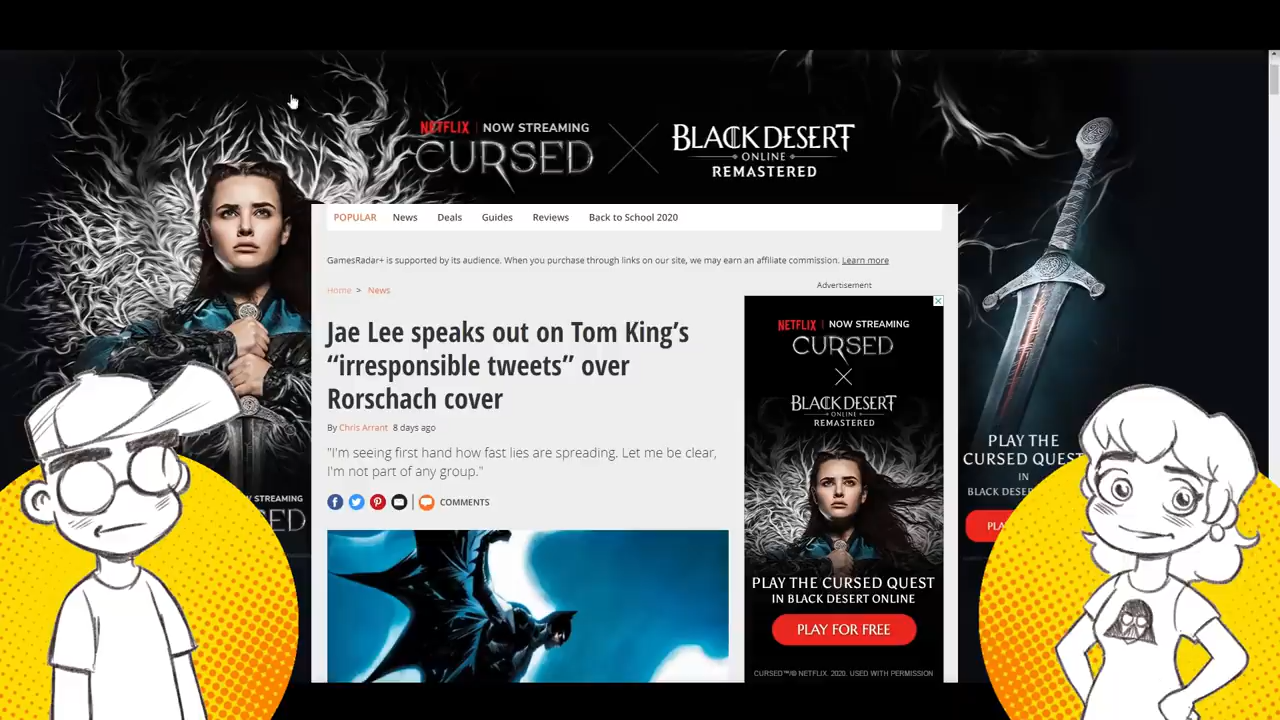 NETFLIX | NOW STREAMING
CURSED
BLACK DESERT
ONLINE
REMASTERED
POPULAR News Deals Guides Reviews Back to School 2020
GamesRadar+ is supported by its audience. When you purchase through links on our site, we may earn an affiliate commission. Learn more
Home > News
Advertisement
Jae Lee speaks out on Tom King's
“irresponsible tweets” over
Rorschach cover
By Chris Arrant 8 days ago
"I'm seeing first hand how fast lies are spreading. Let me be clear,
I'm not part of any group."
COMMENTS
NETFLIX | NOW STREAMING
CURSED
BLACK DESERT
ONLINE
REMASTERED
PLAY THE CURSED QUEST
IN BLACK DESERT ONLINE
PLAY FOR FREE
CURSED™/© NETFLIX. 2020. USED WITH PERMISSION
STREAMING
PLAY THE
CURSED QUEST
IN